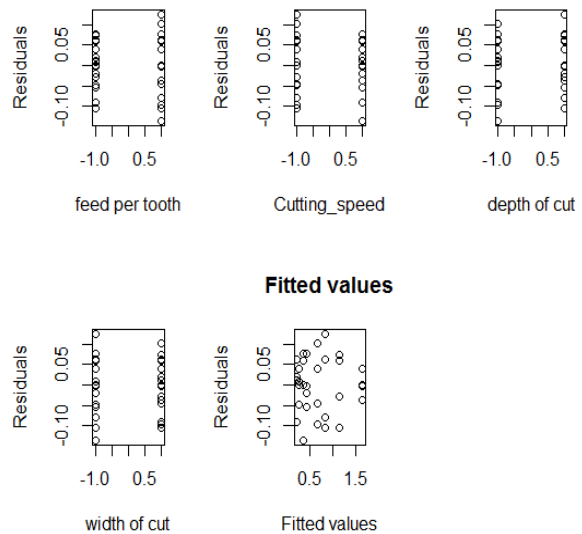 Residuals
0.05
-0.10
-1.0 0.5
feed per tooth
Residuals
0.05
-0.10
-1.0 0.5
Cutting_speed
Residuals
0.05
-0.10
-1.0 0.5
depth of cut
Fitted values
Residuals
0.05
-0.10
-1.0 0.5
width of cut
Residuals
0.05
-0.10
0.5 1.5
Fitted values